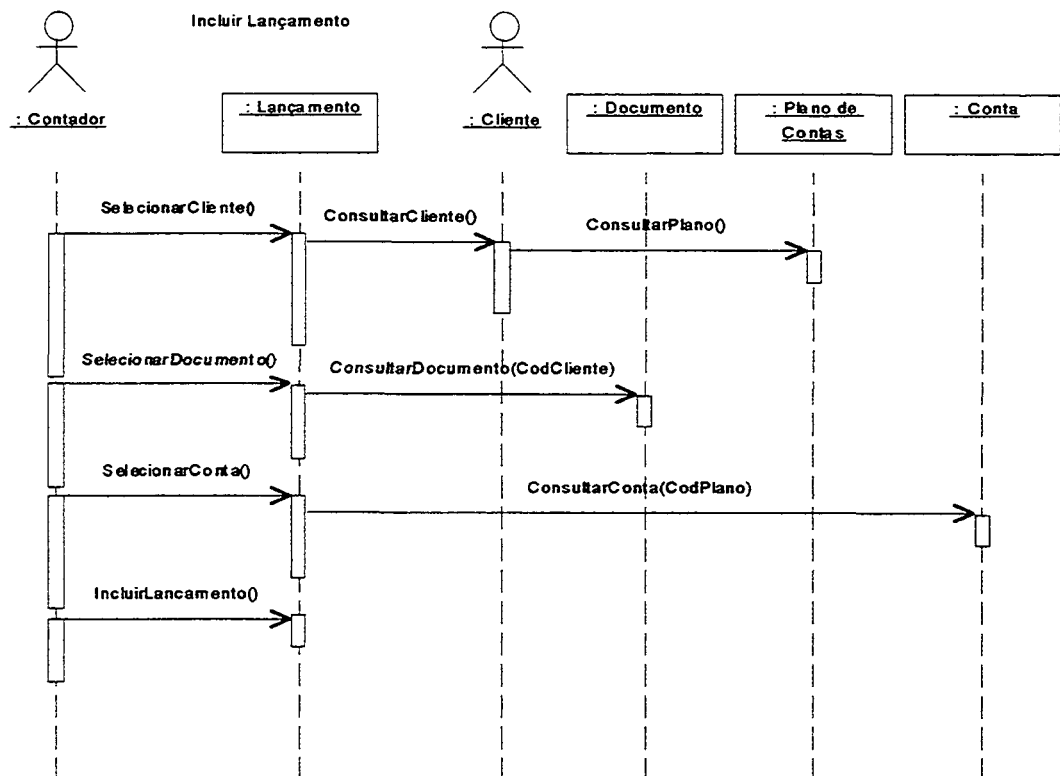 Incluir Lançamento
: Contador
: Lançamento
: Cliente
: Documento
: Plano de
Contas
: Conta
SelecionarCliente()
ConsultarCliente()
ConsultarPlano()
SelecionarDocumento()
ConsultarDocumento(CodCliente)
SelecionarConta()
ConsultarConta(CodPlano)
IncluirLancamento()